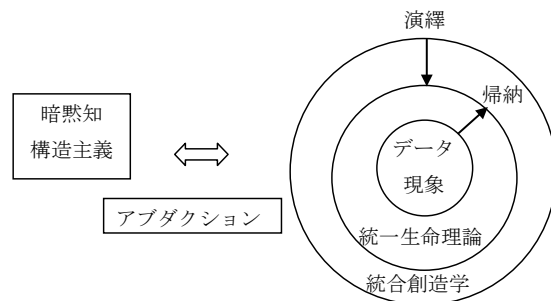 演繹
帰納
暗黙知
構造主義
データ
現象
アブダクション
統一生命理論
統合創造学